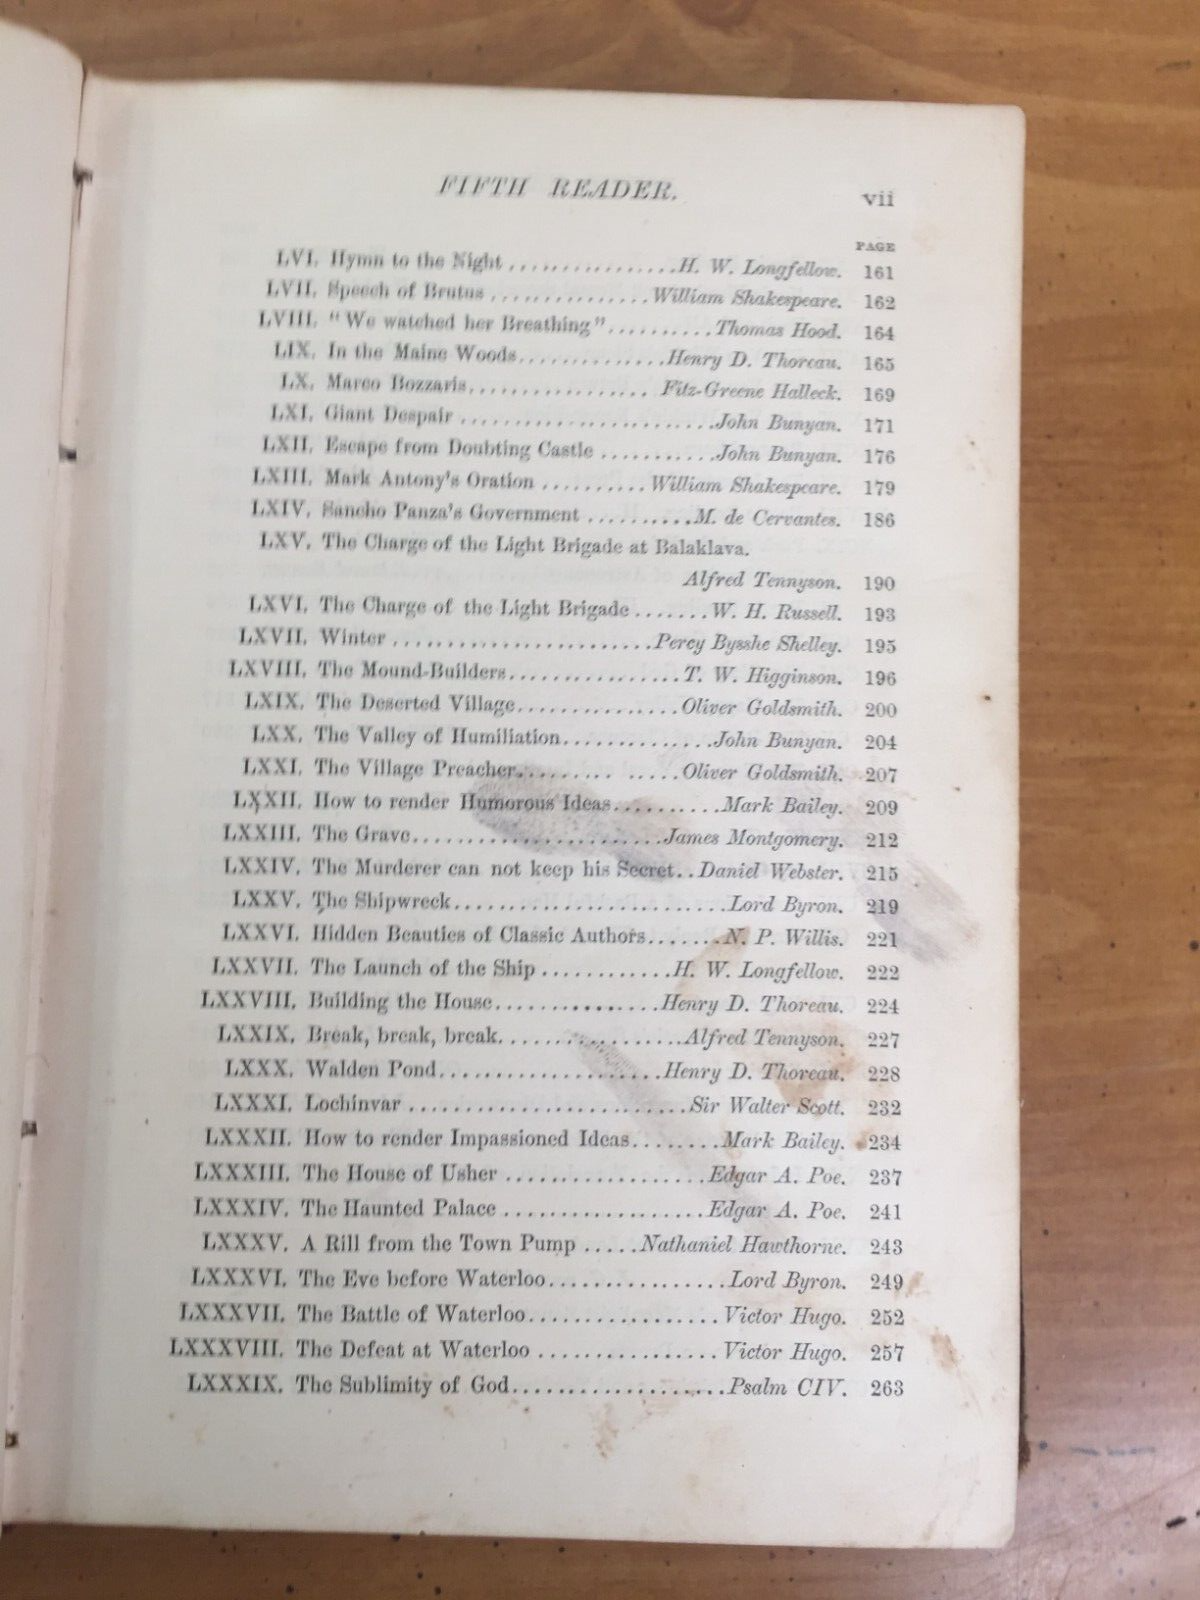 FIFTH READER. vii
PAGE
LVI. Hymn to the Night ................H. W. Longfellow. 161
LVII. Speech of Brutus ...............William Shakespeare. 162
LVIII. "We watched her Breathing"..........Thomas Hood. 164
LIX. In the Maine Woods..............Henry D. Thoreau. 165
LX. Marco Bozzaris................. Fitz-Greene Halleck. 169
LXI. Giant Despair ........................John Bunyan. 171
LXII. Escape from Doubting Castle ...........John Bunyan. 176
LXIII. Mark Antony's Oration ..........William Shakespeare. 179
LXIV. Sancho Panza's Government ..........M. de Cervantes. 186
LXV. The Charge of the Light Brigade at Balaklava.
Alfred Tennyson. 190
LXVI. The Charge of the Light Brigade .......W. H. Russell. 193
LXVII. Winter ........................Percy Bysshe Shelley. 195
LXVIII. The Mound-Builders................T. W. Higginson. 196
LXIX. The Deserted Village...............Oliver Goldsmith. 200
LXX. The Valley of Humiliation..............John Bunyan. 204
LXXI. The Village Preacher......... .....Oliver Goldsmith. 207
LXXII. How to render Humorous Ideas..........Mark Bailey. 209
LXXIII. The Grave.......................James Montgomery. 212
LXXIV. The Murderer can not keep his Secret..Daniel Webster. 215
LXXV. The Shipwreck.........................Lord Byron. 219
LXXVI. Hidden Beauties of Classic Authors.......N. P. Willis. 221
LXXVII. The Launch of the Ship ............H. W. Longfellow. 222
LXXVIII. Building the House...............Henry D. Thoreau. 224
LXXIX. Break, break, break.................Alfred Tennyson. 227
LXXX. Walden Pond.....................Henry D. Thoreau. 228
LXXXI. Lochinvar ..........................Sir Walter Scott. 232
LXXXII. How to render Impassioned Ideas........Mark Bailey. 234
LXXXIII. The House of Usher ...................Edgar A. Poe. 237
LXXXIV. The Haunted Palace ...................Edgar A. Poe. 241
LXXXV. A Rill from the Town Pump .....Nathaniel Hawthorne. 243
LXXXVI. The Eve before Waterloo.................Lord Byron. 249
LXXXVII. The Battle of Waterloo..................Victor Hugo. 252
LXXXVIII. The Defeat at Waterloo .................Victor Hugo. 257
LXXXIX. The Sublimity of God.....................Psalm CIV. 263